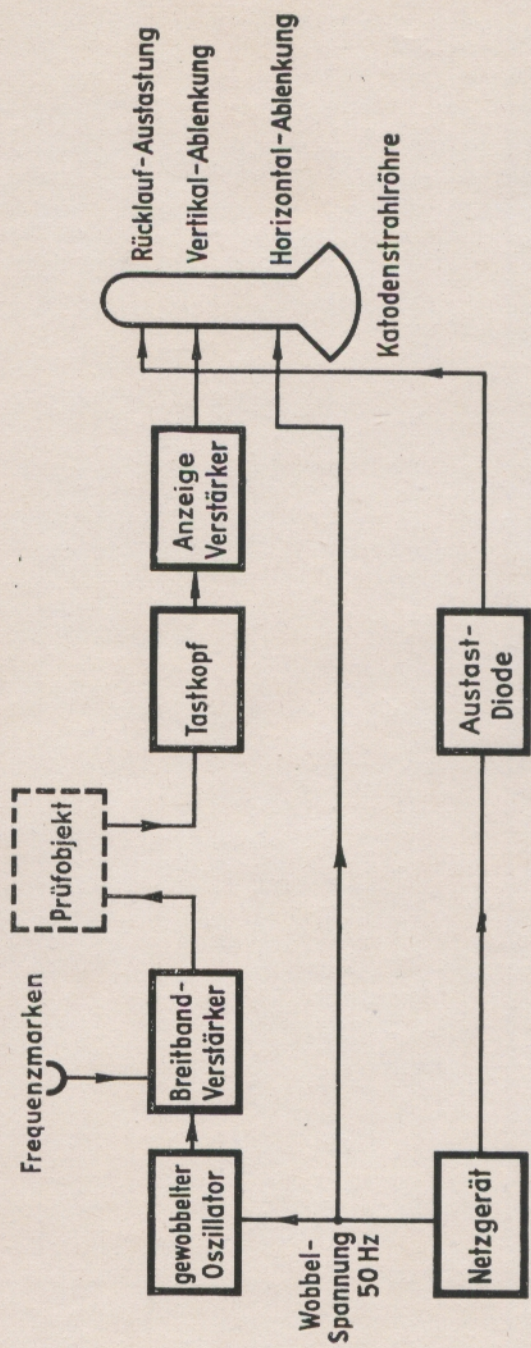 Frequenzmarken
Prüfobjekt
gewobbelter
Oszillator
Breitband-
Verstärker
Tastkopf
Anzeige
Verstärker
Rücklauf-Austastung
Vertikal-Ablenkung
Horizontal-Ablenkung
Katodenstrahlröhre
Wobbel-
Spannung
50 Hz
Netzgerät
Austast-
Diode